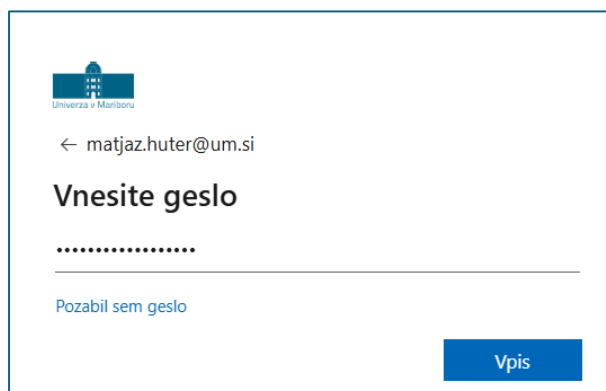 Univerza v Mariboru
← matjaz.huter@um.si
Vnesite geslo
••••••••••••••••••
Pozabil sem geslo
Vpis